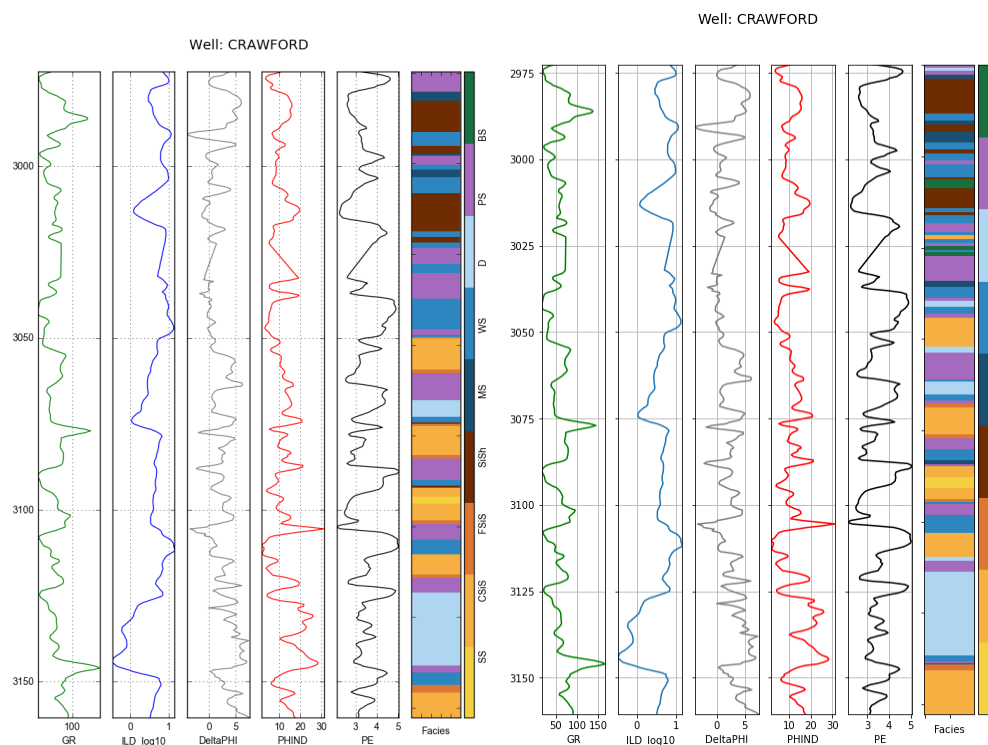 Well: CRAWFORD
3000
3050
3100
3150
100
GR
0 1
ILD_log10
0 5
DeltaPHI
10 20 30
PHIND
3 4 5
PE
Facies
BS
PS
D
WS
MS
SiSh
FSiS
CSiS
SS
Well: CRAWFORD
2975
3000
3025
3050
3075
3100
3125
3150
50 100 150
GR
0 1
ILD_log10
0 5
DeltaPHI
10 20 30
PHIND
3 4 5
PE
Facies